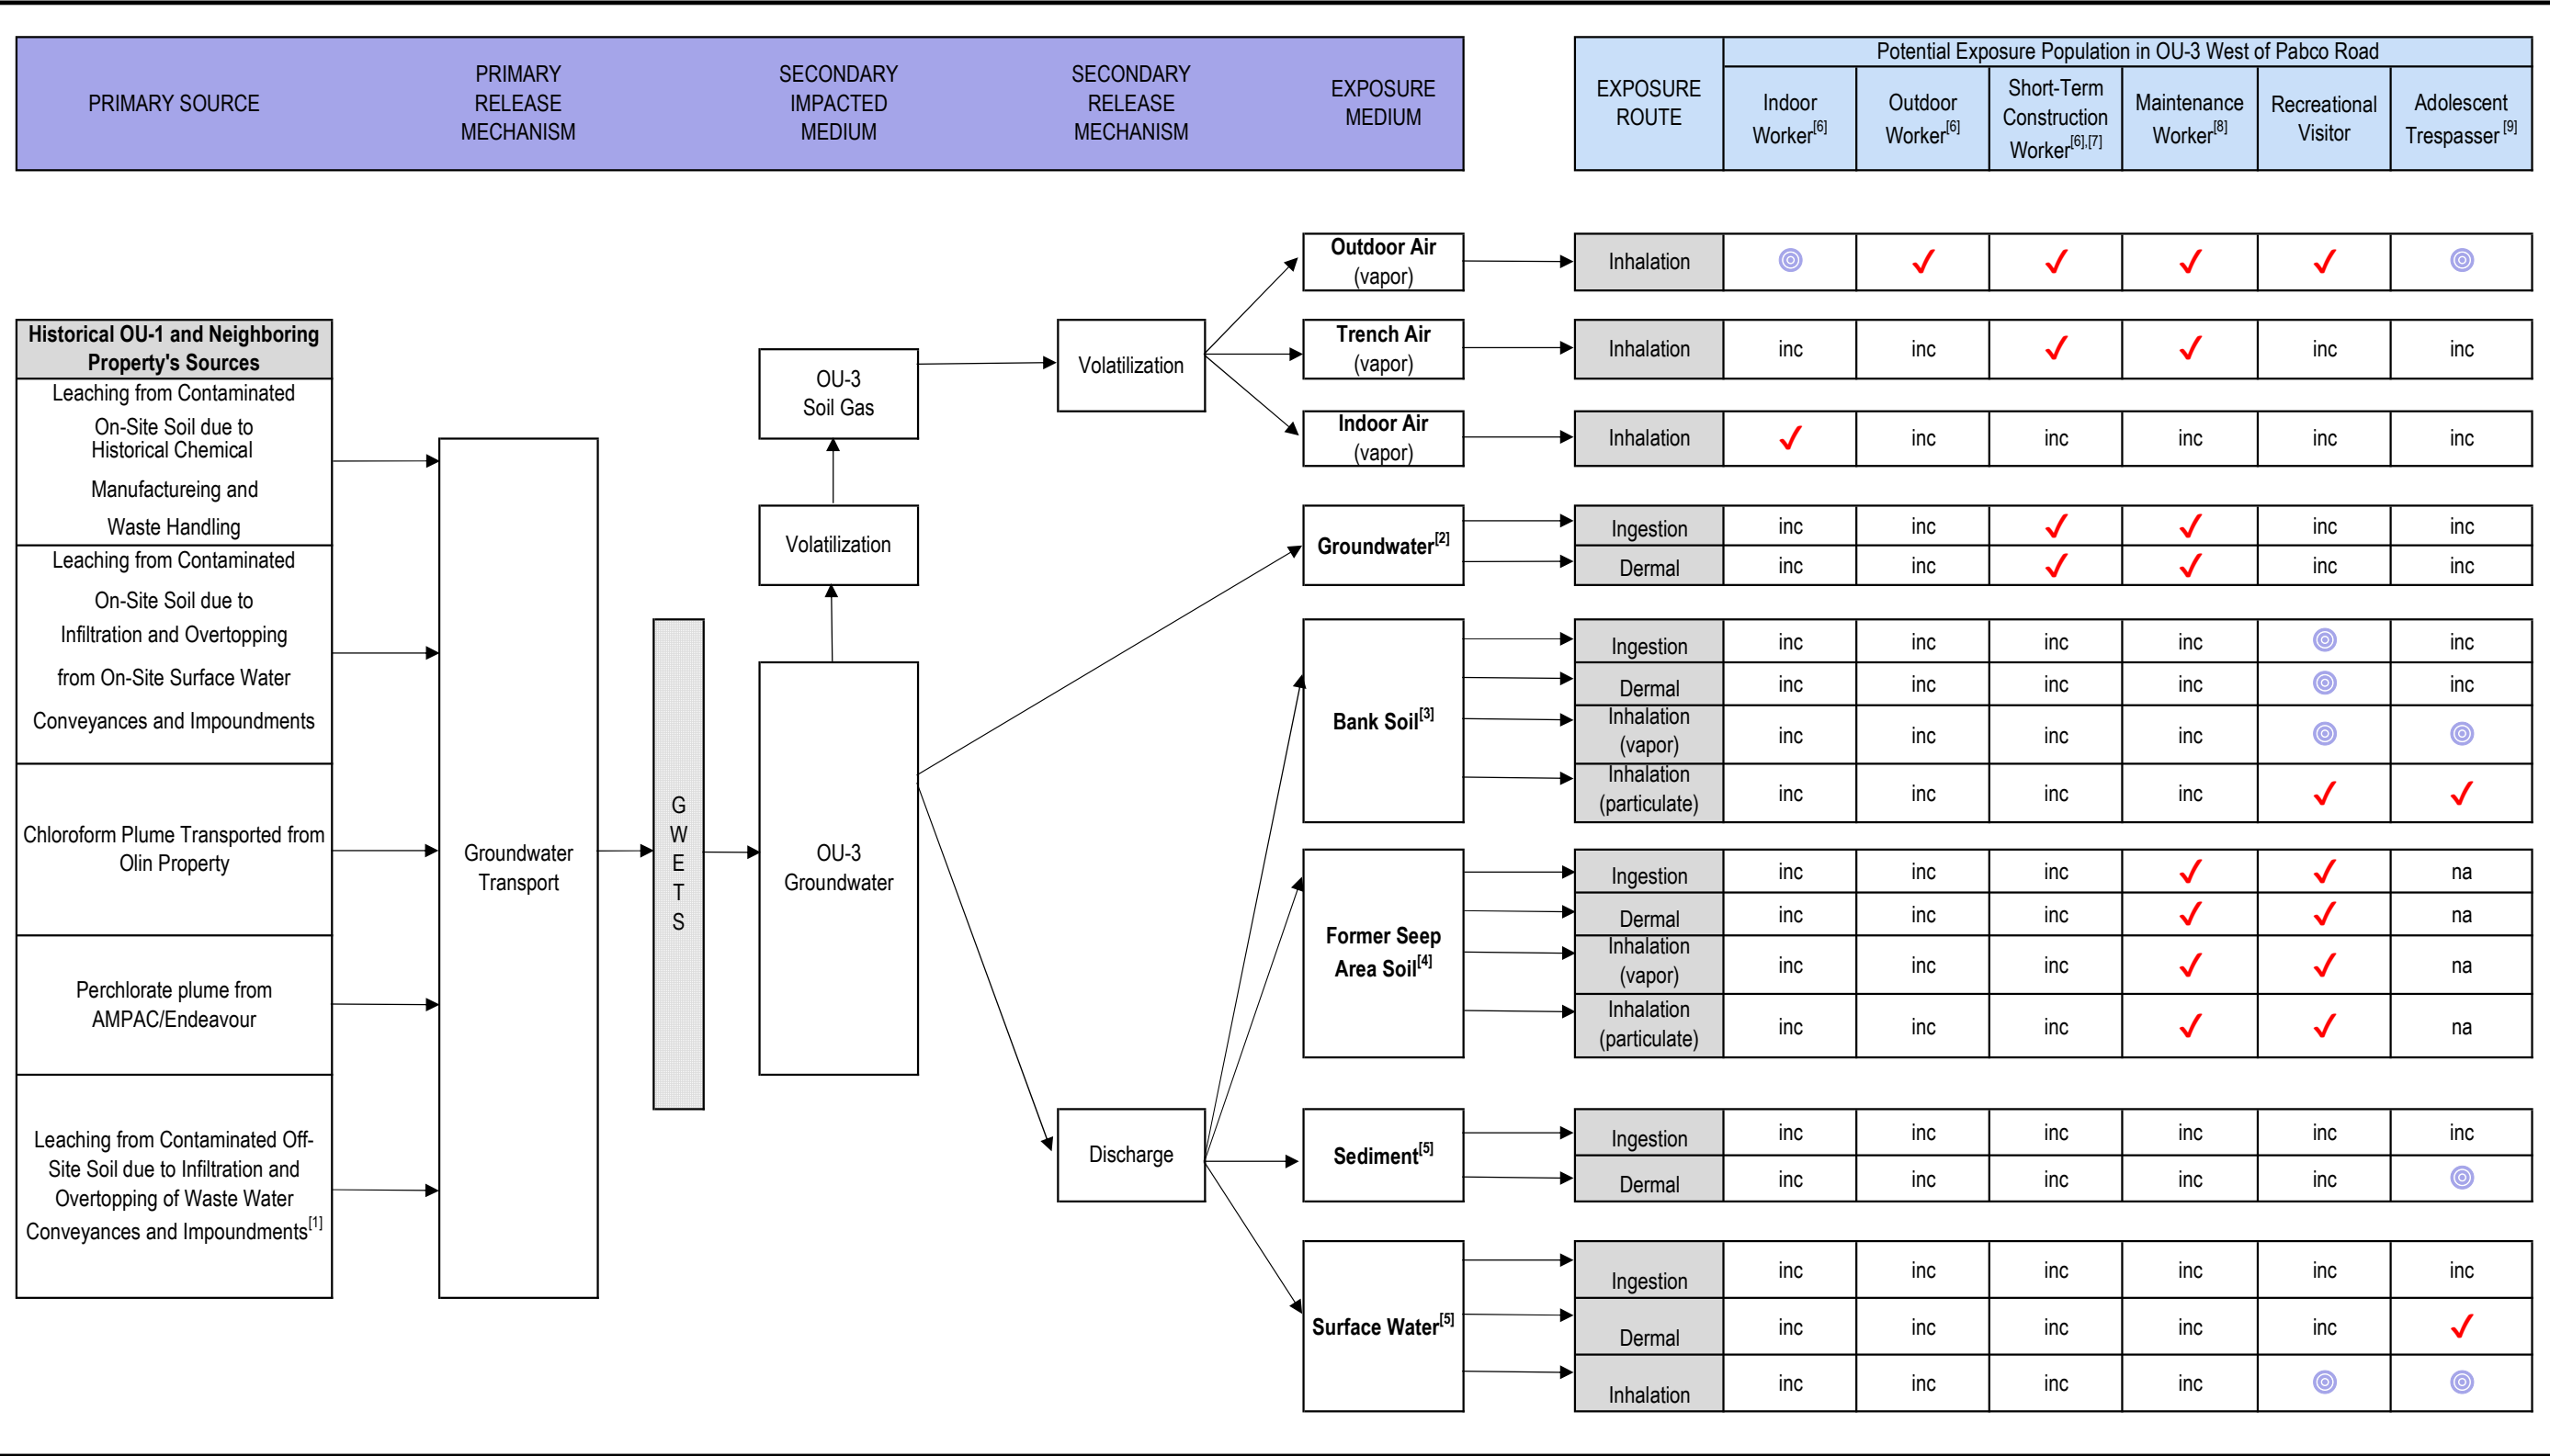 PRIMARY SOURCE
PRIMARY
RELEASE
MECHANISM
SECONDARY
IMPACTED
MEDIUM
SECONDARY
RELEASE
MECHANISM
EXPOSURE
MEDIUM
EXPOSURE
ROUTE
Potential Exposure Population in OU-3 West of Pabco Road
Indoor
Worker[6]
Outdoor
Worker[6]
Short-Term
Construction
Worker[6],[7]
Maintenance
Worker[8]
Recreational
Visitor
Adolescent
Trespasser [9]
Historical OU-1 and Neighboring
Property's Sources
Leaching from Contaminated
On-Site Soil due to
Historical Chemical
Manufactureing and
Waste Handling
Leaching from Contaminated
On-Site Soil due to
Infiltration and Overtopping
from On-Site Surface Water
Conveyances and Impoundments
Chloroform Plume Transported from
Olin Property
Perchlorate plume from
AMPAC/Endeavour
Leaching from Contaminated Off-
Site Soil due to Infiltration and
Overtopping of Waste Water
Conveyances and Impoundments[1]
Groundwater
Transport
G
W
E
T
S
OU-3
Soil Gas
Volatilization
OU-3
Groundwater
Volatilization
Discharge
Outdoor Air
(vapor)
Inhalation ✓ ✓ ✓ ✓
Trench Air
(vapor)
Inhalation inc inc ✓ ✓ inc inc
Indoor Air
(vapor)
Inhalation ✓ inc inc inc inc inc
Groundwater[2]
Ingestion inc inc ✓ ✓ inc inc
Dermal inc inc ✓ ✓ inc inc
Bank Soil[3]
Ingestion inc inc inc inc inc
Dermal inc inc inc inc inc
Inhalation
(vapor) inc inc inc inc
Inhalation
(particulate) inc inc inc inc ✓ ✓
Former Seep
Area Soil[4]
Ingestion inc inc inc ✓ ✓ na
Dermal inc inc inc ✓ ✓ na
Inhalation
(vapor) inc inc inc ✓ ✓ na
Inhalation
(particulate) inc inc inc ✓ ✓ na
Sediment[5]
Ingestion inc inc inc inc inc inc
Dermal inc inc inc inc inc
Surface Water[5]
Ingestion inc inc inc inc inc inc
Dermal inc inc inc inc inc ✓
Inhalation inc inc inc inc